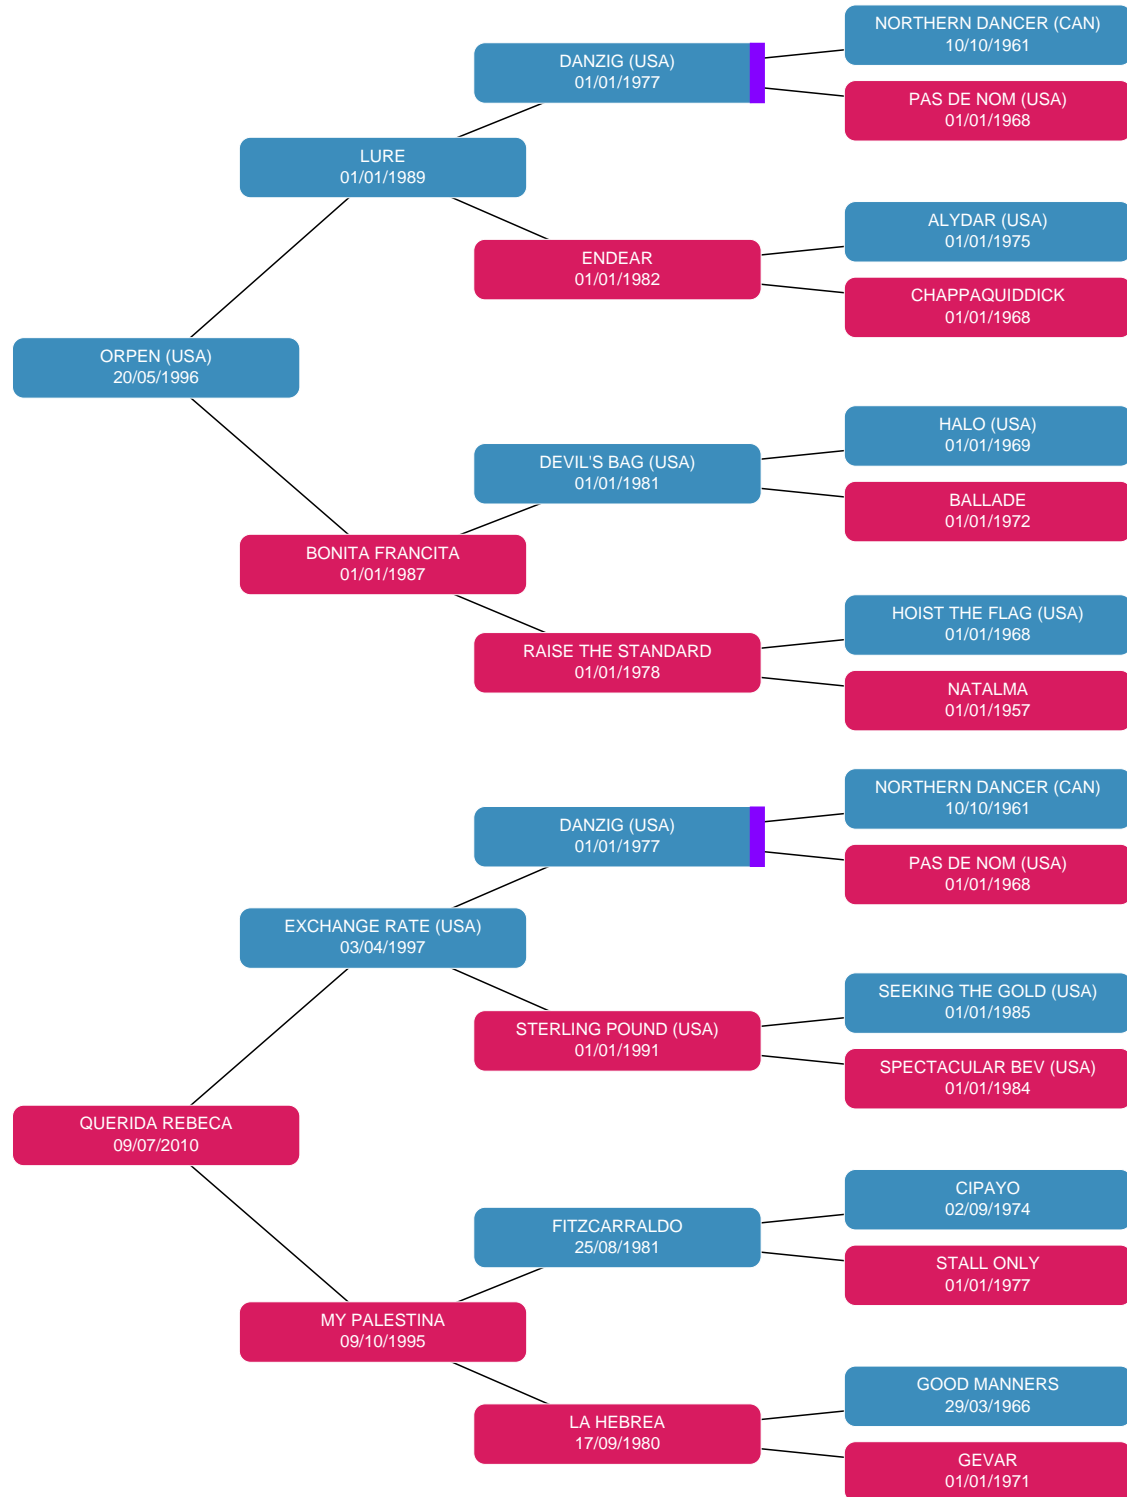 NORTHERN DANCER (CAN)
10/10/1961
DANZIG (USA)
01/01/1977
PAS DE NOM (USA)
01/01/1968
LURE
01/01/1989
ALYDAR (USA)
01/01/1975
ENDEAR
01/01/1982
CHAPPAQUIDDICK
01/01/1968
ORPEN (USA)
20/05/1996
HALO (USA)
01/01/1969
DEVIL'S BAG (USA)
01/01/1981
BALLADE
01/01/1972
BONITA FRANCITA
01/01/1987
HOIST THE FLAG (USA)
01/01/1968
RAISE THE STANDARD
01/01/1978
NATALMA
01/01/1957
NORTHERN DANCER (CAN)
10/10/1961
DANZIG (USA)
01/01/1977
PAS DE NOM (USA)
01/01/1968
EXCHANGE RATE (USA)
03/04/1997
SEEKING THE GOLD (USA)
01/01/1985
STERLING POUND (USA)
01/01/1991
SPECTACULAR BEV (USA)
01/01/1984
QUERIDA REBECA
09/07/2010
CIPAYO
02/09/1974
FITZCARRALDO
25/08/1981
STALL ONLY
01/01/1977
MY PALESTINA
09/10/1995
GOOD MANNERS
29/03/1966
LA HEBREA
17/09/1980
GEVAR
01/01/1971